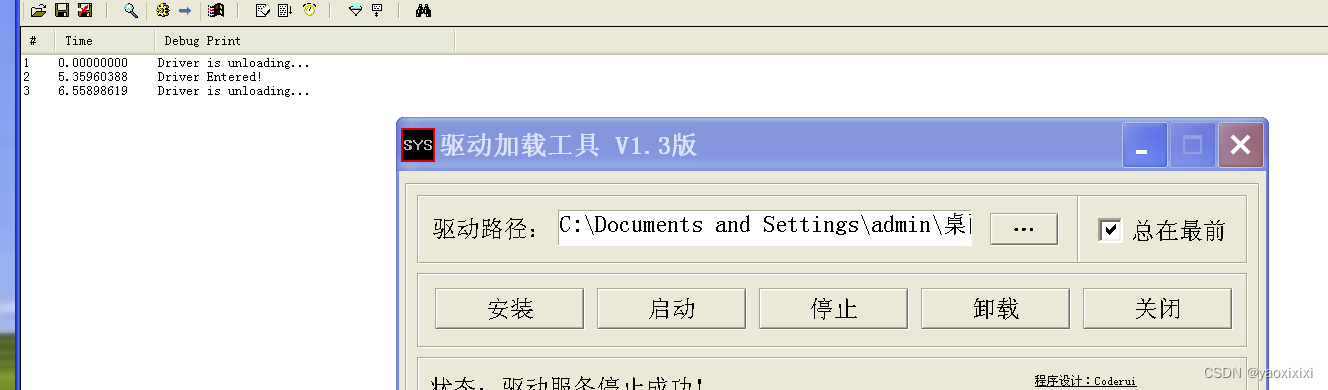 # Time Debug Print
1 0.00000000 Driver is unloading...
2 5.35960388 Driver Entered!
3 6.55898619 Driver is unloading...
SYS 驱动加载工具 V1.3版
驱动路径: C:\Documents and Settings\admin\桌 ... 总在最前
安装 启动 停止 卸载 关闭
状态: 驱动服务停止成功!
程序设计:Coderui
CSDN @yaoxixixi